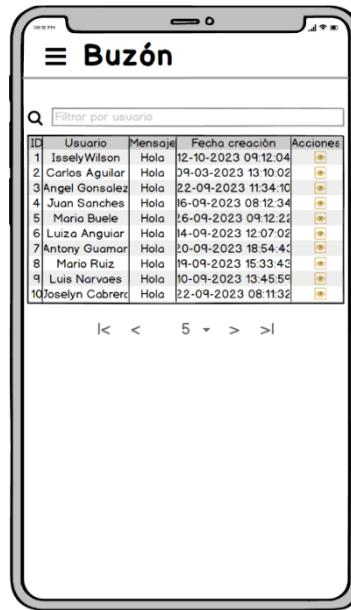 06:12 PM
Buzón
Filtrar por usuario
ID Usuario Mensaje Fecha creación Acciones
1 IsselyWilson Hola 12-10-2023 09:12:04
2 Carlos Aguilar Hola 09-03-2023 13:10:02
3 Angel Gonsalez Hola 22-09-2023 11:34:10
4 Juan Sanches Hola 16-09-2023 08:12:34
5 Maria Buele Hola 26-09-2023 09:12:22
6 Luiza Anguiar Hola 14-09-2023 12:07:02
7 Antony Guamar Hola 20-09-2023 18:54:43
8 Mario Ruiz Hola 19-09-2023 15:33:43
9 Luis Narvaes Hola 10-09-2023 13:45:59
10 Joselyn Cabrera Hola 22-09-2023 08:11:32
|< < 5 > >|